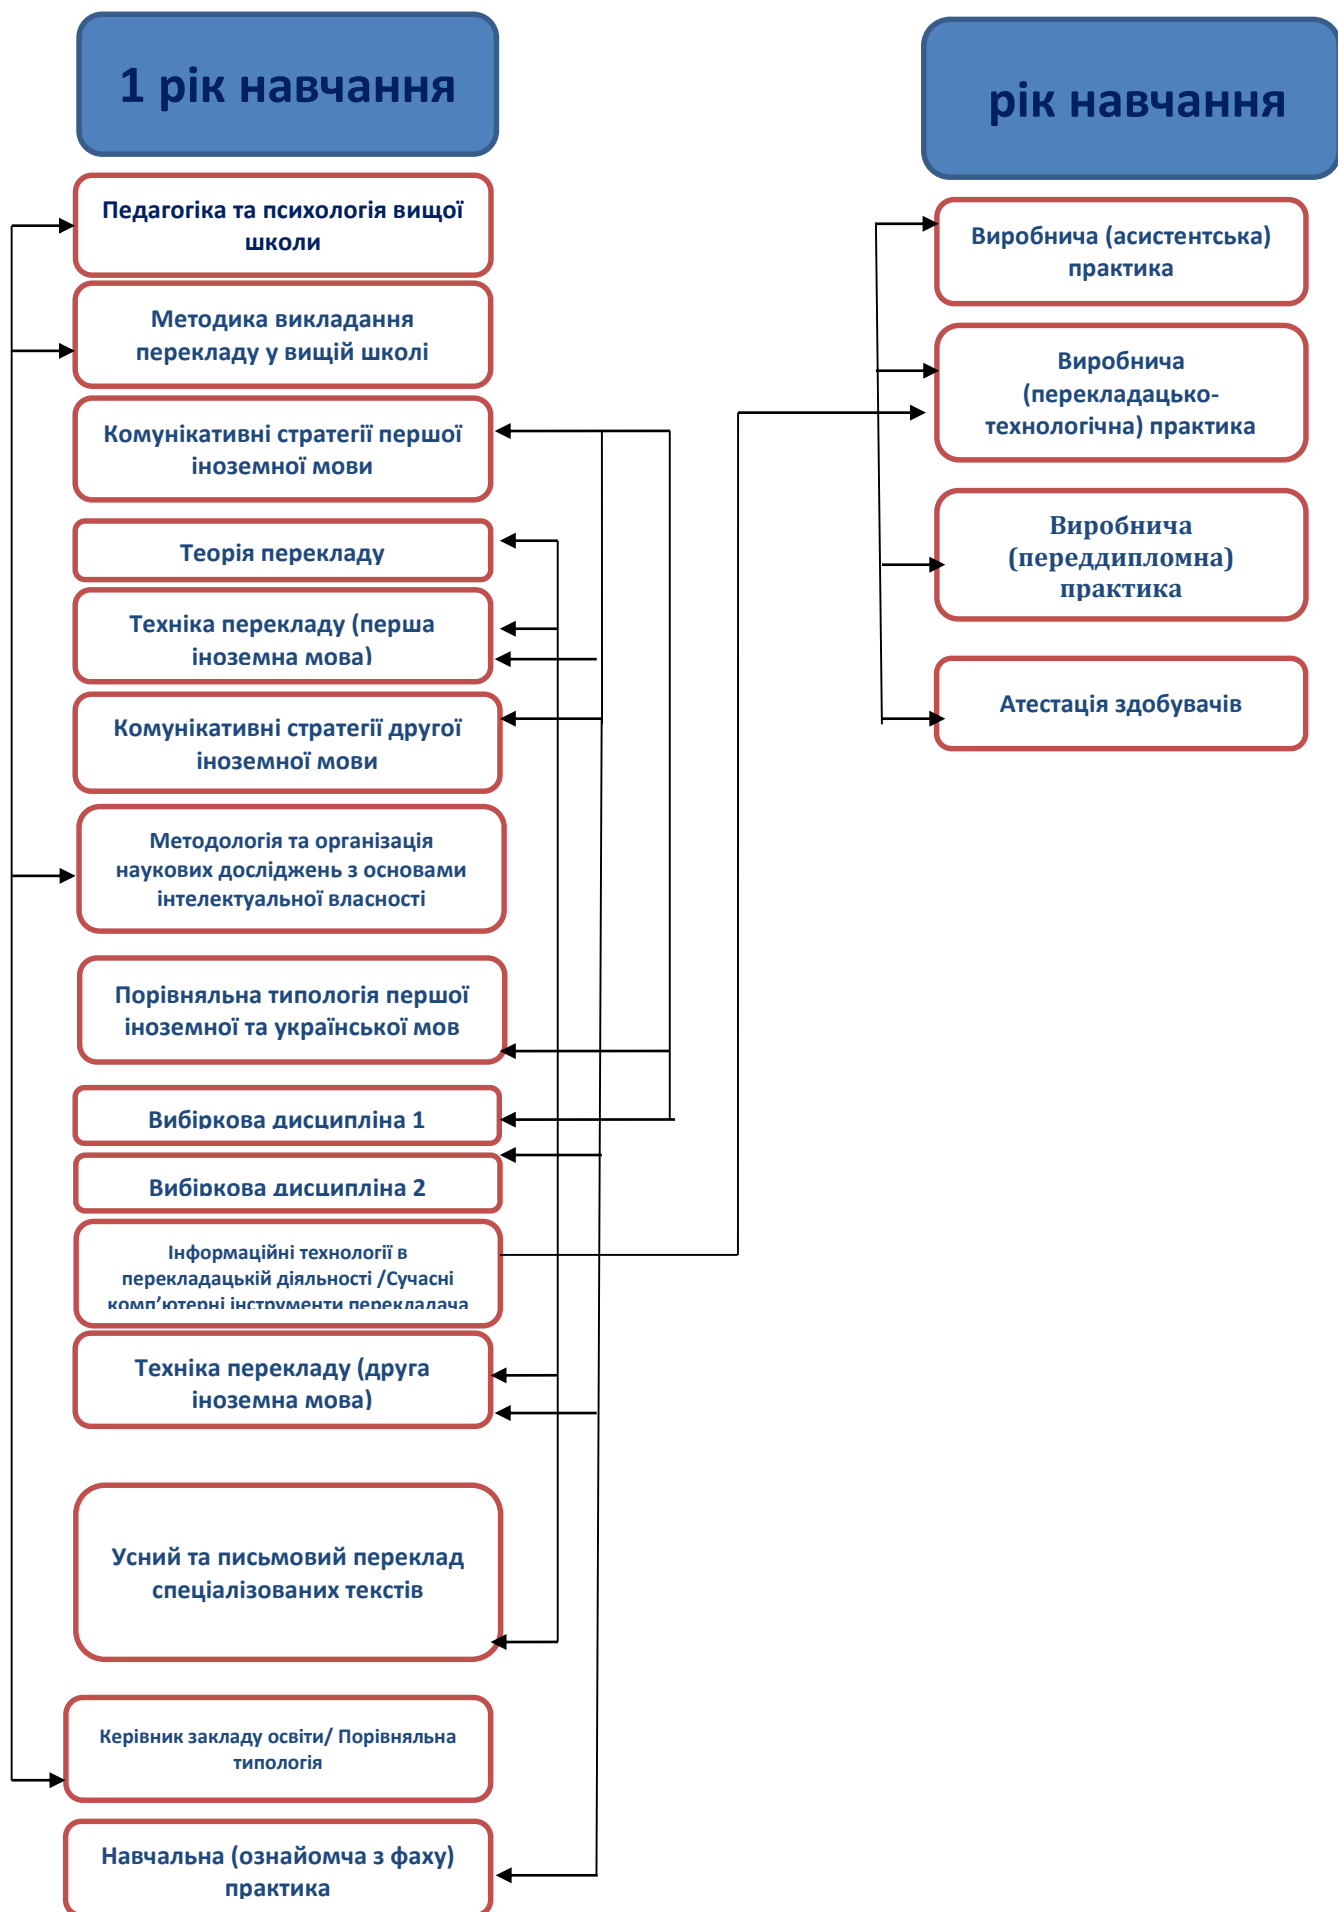 1 рік навчання
Педагогіка та психологія вищої
школи
Методика викладання
перекладу у вищій школі
Комунікативні стратегії першої
іноземної мови
Теорія перекладу
Техніка перекладу (перша
іноземна мова)
Комунікативні стратегії другої
іноземної мови
Методологія та організація
наукових досліджень з основами
інтелектуальної власності
Порівняльна типологія першої
іноземної та української мов
Вибіркова дисципліна 1
Вибіркова дисципліна 2
Інформаційні технології в
перекладацькій діяльності /Сучасні
комп’ютерні інструменти перекладача
Техніка перекладу (друга
іноземна мова)
Усний та письмовий переклад
спеціалізованих текстів
Керівник закладу освіти/ Порівняльна
типологія
Навчальна (ознайомча з фаху)
практика
рік навчання
Виробнича (асистентська)
практика
Виробнича
(перекладацько-
технологічна) практика
Виробнича
(переддипломна)
практика
Атестація здобувачів